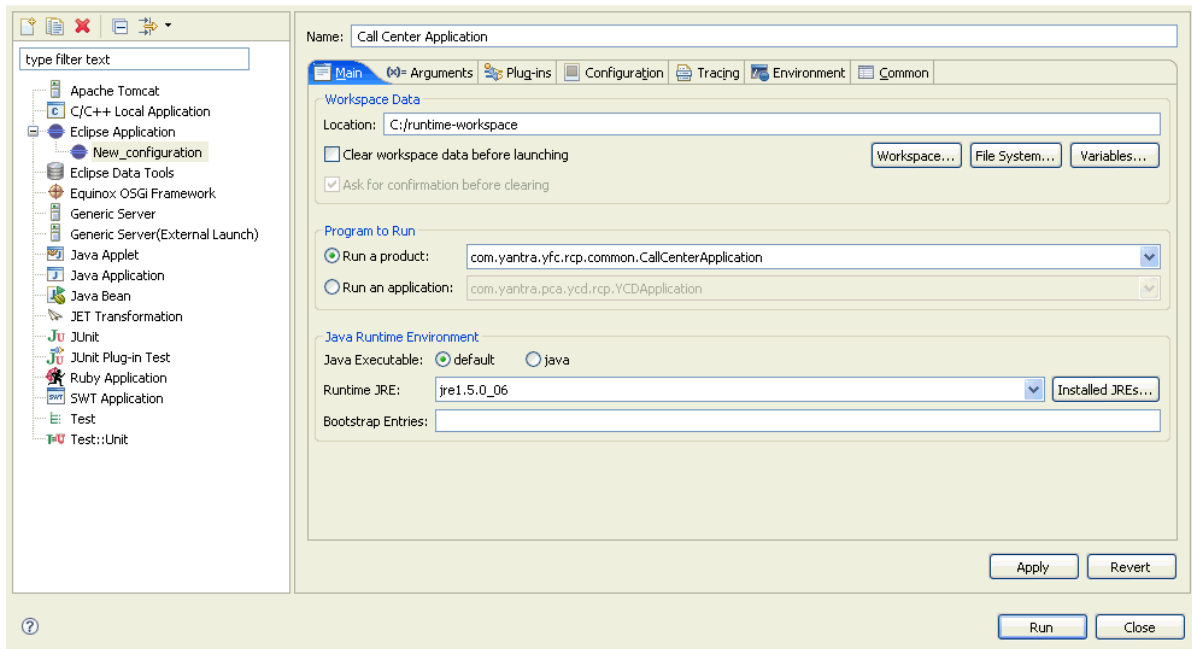 Name: Call Center Application
type filter text
Apache Tomcat
C/C++ Local Application
Eclipse Application
New_configuration
Eclipse Data Tools
Equinox OSGi Framework
Generic Server
Generic Server(External Launch)
Java Applet
Java Application
Java Bean
JET Transformation
JUnit
JUnit Plug-in Test
Ruby Application
SWT Application
Test
Test::Unit
Main (x)= Arguments Plug-ins Configuration Tracing Environment Common
Workspace Data
Location: C:/runtime-workspace
Clear workspace data before launching Workspace... File System... Variables...
Ask for confirmation before clearing
Program to Run
Run a product: com.yantra.yfc.rcp.common.CallCenterApplication
Run an application: com.yantra.pca.ycd.rcp.YCDApplication
Java Runtime Environment
Java Executable: default java
Runtime JRE: jre1.5.0_06 Installed JREs...
Bootstrap Entries:
Apply Revert
? Run Close